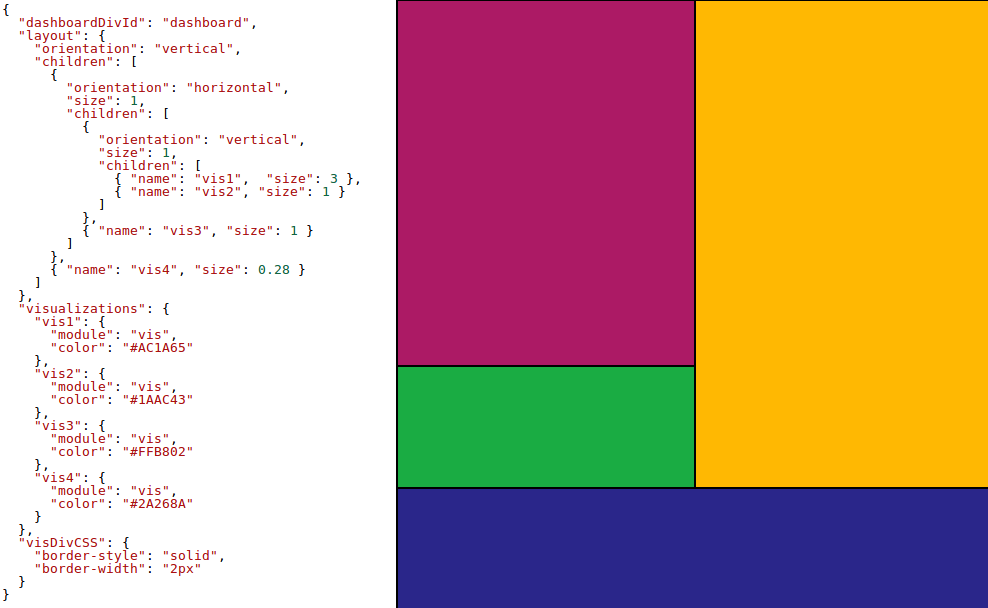 {
  "dashboardDivId": "dashboard",
  "layout": {
    "orientation": "vertical",
    "children": [
      {
        "orientation": "horizontal",
        "size": 1,
        "children": [
          {
            "orientation": "vertical",
            "size": 1,
            "children": [
              { "name": "vis1",  "size": 3 },
              { "name": "vis2", "size": 1 }
            ]
          },
          { "name": "vis3", "size": 1 }
        ]
      },
      { "name": "vis4", "size": 0.28 }
    ]
  },
  "visualizations": {
    "vis1": {
      "module": "vis",
      "color": "#AC1A65"
    },
    "vis2": {
      "module": "vis",
      "color": "#1AAC43"
    },
    "vis3": {
      "module": "vis",
      "color": "#FFB802"
    },
    "vis4": {
      "module": "vis",
      "color": "#2A268A"
    }
  },
  "visDivCSS": {
    "border-style": "solid",
    "border-width": "2px"
  }
}